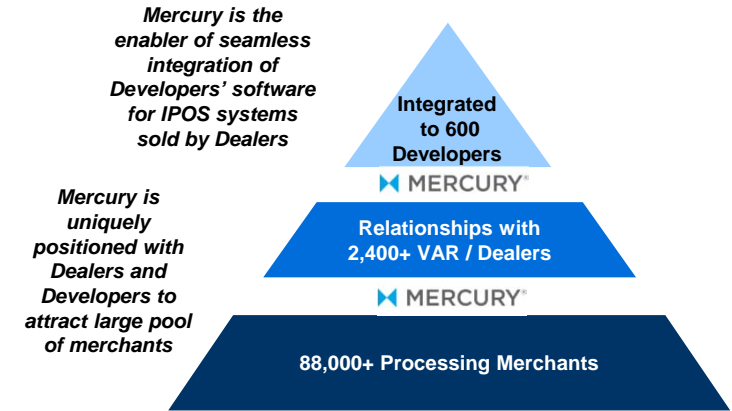 Mercury is the
enabler of seamless
integration of
Developers’ software
for IPOS systems
sold by Dealers
Integrated
to 600
Developers
MERCURY®
Mercury is
uniquely
positioned with
Dealers and
Developers to
attract large pool
of merchants
Relationships with
2,400+ VAR / Dealers
MERCURY®
88,000+ Processing Merchants